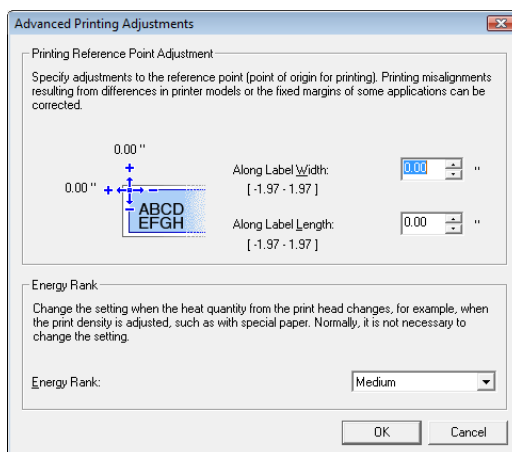 Advanced Printing Adjustments
Printing Reference Point Adjustment
Specify adjustments to the reference point (point of origin for printing). Printing misalignments
resulting from differences in printer models or the fixed margins of some applications can be
corrected.
0.00 "
0.00 "
ABCD
EFGH
Along Label Width:
0.00 "
[ -1.97 - 1.97 ]
Along Label Length:
0.00 "
[ -1.97 - 1.97 ]
Energy Rank
Change the setting when the heat quantity from the print head changes, for example, when
the print density is adjusted, such as with special paper. Normally, it is not necessary to
change the setting.
Energy Rank:
Medium
OK
Cancel